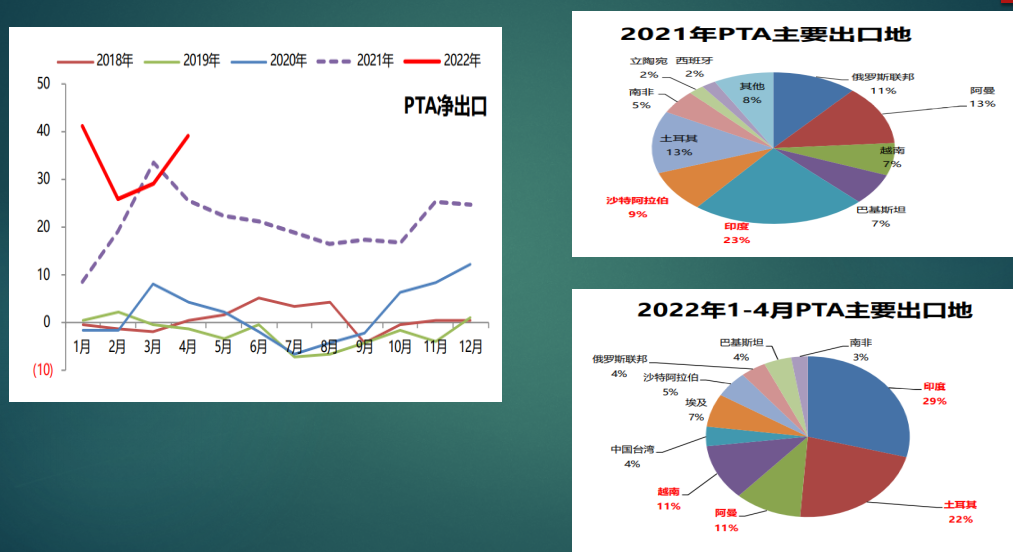 2018年 2019年 2020年 2021年 2022年
PTA净出口
50
40
30
20
10
0
(10)
1月 2月 3月 4月 5月 6月 7月 8月 9月 10月 11月 12月
2021年PTA主要出口地
立陶宛
2%
西班牙
2%
其他
8%
俄罗斯联邦
11%
阿曼
13%
南非
5%
土耳其
13%
越南
7%
沙特阿拉伯
9%
印度
23%
巴基斯坦
7%
2022年1-4月PTA主要出口地
巴基斯坦
4%
南非
3%
俄罗斯联邦
4%
沙特阿拉伯
5%
印度
29%
埃及
7%
中国台湾
4%
越南
11%
阿曼
11%
土耳其
22%